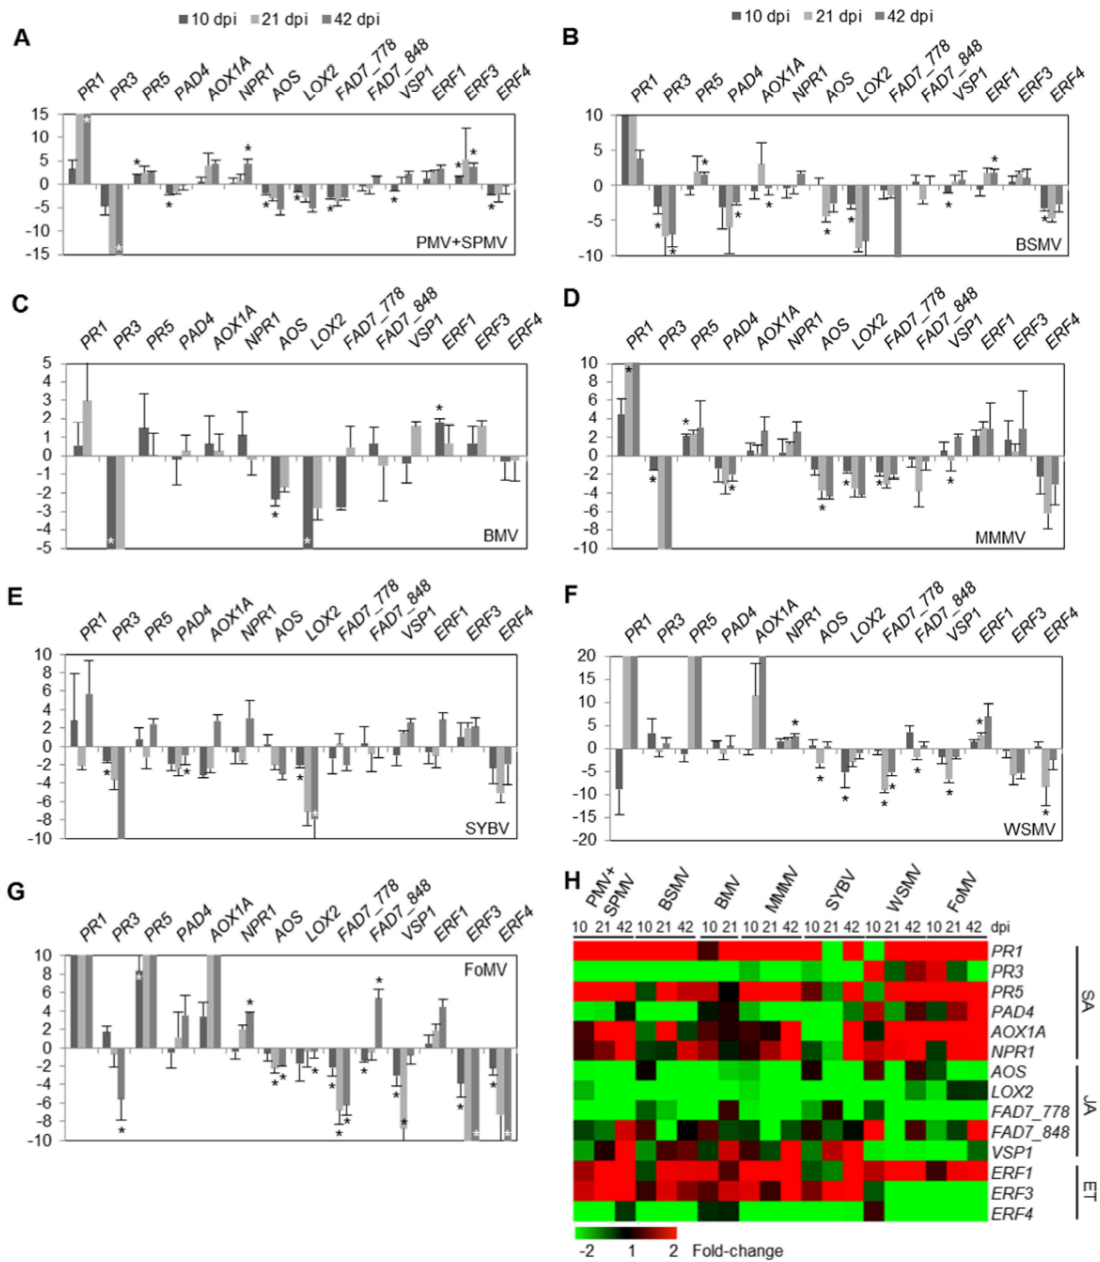 10 dpi 21 dpi 42 dpi
10 dpi 21 dpi 42 dpi
A
PR1 PR3 PR5 PAD4 AOX1A NPR1 AOS LOX2 FAD7_778 FAD7_848 VSP1 ERF1 ERF3 ERF4
15
10
5
0
-5
-10
-15
PMV+SPMV
B
PR1 PR3 PR5 PAD4 AOX1A NPR1 AOS LOX2 FAD7_778 FAD7_848 VSP1 ERF1 ERF3 ERF4
10
5
0
-5
-10
BSMV
C
PR1 PR3 PR5 PAD4 AOX1A NPR1 AOS LOX2 FAD7_778 FAD7_848 VSP1 ERF1 ERF3 ERF4
5
4
3
2
1
0
-1
-2
-3
-4
-5
BMV
D
PR1 PR3 PR5 PAD4 AOX1A NPR1 AOS LOX2 FAD7_778 FAD7_848 VSP1 ERF1 ERF3 ERF4
10
8
6
4
2
0
-2
-4
-6
-8
-10
MMMV
E
PR1 PR3 PR5 PAD4 AOX1A NPR1 AOS LOX2 FAD7_778 FAD7_848 VSP1 ERF1 ERF3 ERF4
10
8
6
4
2
0
-2
-4
-6
-8
-10
SYBV
F
PR1 PR3 PR5 PAD4 AOX1A NPR1 AOS LOX2 FAD7_778 FAD7_848 VSP1 ERF1 ERF3 ERF4
20
15
10
5
0
-5
-10
-15
-20
WSMV
G
PR1 PR3 PR5 PAD4 AOX1A NPR1 AOS LOX2 FAD7_778 FAD7_848 VSP1 ERF1 ERF3 ERF4
10
8
6
4
2
0
-2
-4
-6
-8
-10
FoMV
H
PMV+ SPMV BSMV BMV MMMV SYBV WSMV FoMV
10 21 42 10 21 42 10 21 10 21 42 10 21 42 10 21 42 10 21 42 dpi
PR1
PR3
PR5
PAD4
AOX1A
NPR1
SA
AOS
LOX2
FAD7_778
FAD7_848
VSP1
JA
ERF1
ERF3
ERF4
ET
-2 1 2 Fold-change